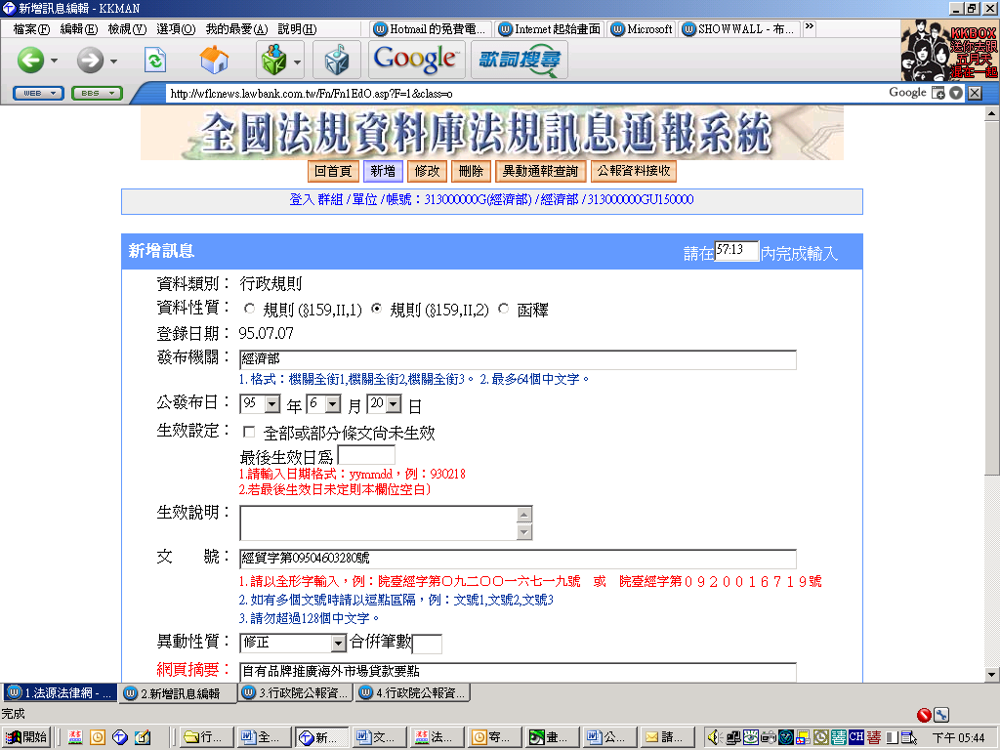 新增訊息編輯 - KKMAN
檔案(F) 編輯(E) 檢視(V) 選項(O) 我的最愛(A) 說明(H) Hotmail 的免費電... Internet 起始畫面 Microsoft SHOWWALL - 布... »
Google 歌詞搜尋
KKBOX
送你去跟
五月天
混在一起
WEB BBS http://wflcnews.lawbank.com.tw/Fn/Fn1EdO.asp?F=1&class=o Google
全國法規資料庫法規訊息通報系統
回首頁 新增 修改 刪除 異動通報查詢 公報資料接收
登入 群組 / 單位 / 帳號：313000000G(經濟部) / 經濟部 / 313000000GU150000
新增訊息 請在 57:13 內完成輸入
資料類別： 行政規則
資料性質： 規則 (§159,II,1) 規則 (§159,II,2) 函釋
登錄日期： 95.07.07
發布機關： 經濟部
1. 格式：機關全銜1,機關全銜2,機關全銜3。 2. 最多64個中文字。
公發布日： 95 年 6 月 20 日
生效設定： 全部或部分條文尚未生效
最後生效日為
1.請輸入日期格式：yymmdd，例：930218
2.若最後生效日未定則本欄位空白〕
生效說明：
文　　號： 經貿字第09504603280號
1. 請以全形字輸入，例：院臺經字第０九二００一六七一九號　或　院臺經字第０９２００１６７１９號
2. 如有多個文號時請以逗點區隔，例：文號1,文號2,文號3
3. 請勿超過128個中文字。
異動性質： 修正 合併筆數
網頁摘要： 自有品牌推廣海外市場貸款要點
1.法源法律網 - ... 2.新增訊息編輯 3.行政院公報資... 4.行政院公報資...
完成
開始 行... 全... 新... 文... 法... 寄... 畫... 公... 請... CH 下午 05:44